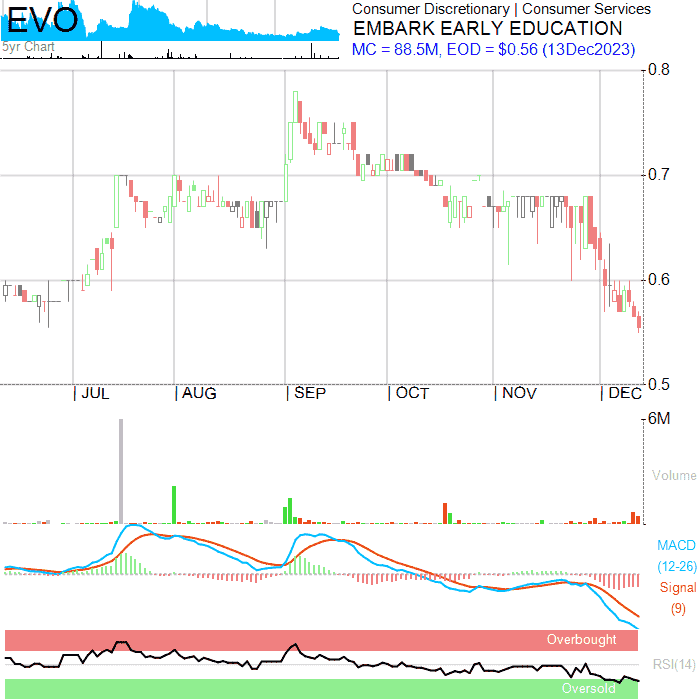 EVO
5yr Chart
Consumer Discretionary | Consumer Services
EMBARK EARLY EDUCATION
MC = 88.5M, EOD = $0.56 (13Dec2023)
0.8
0.7
0.6
0.5
| JUL | AUG | SEP | OCT | NOV | DEC
6M
Volume
MACD
(12-26)
Signal
(9)
Overbought
RSI(14)
Oversold